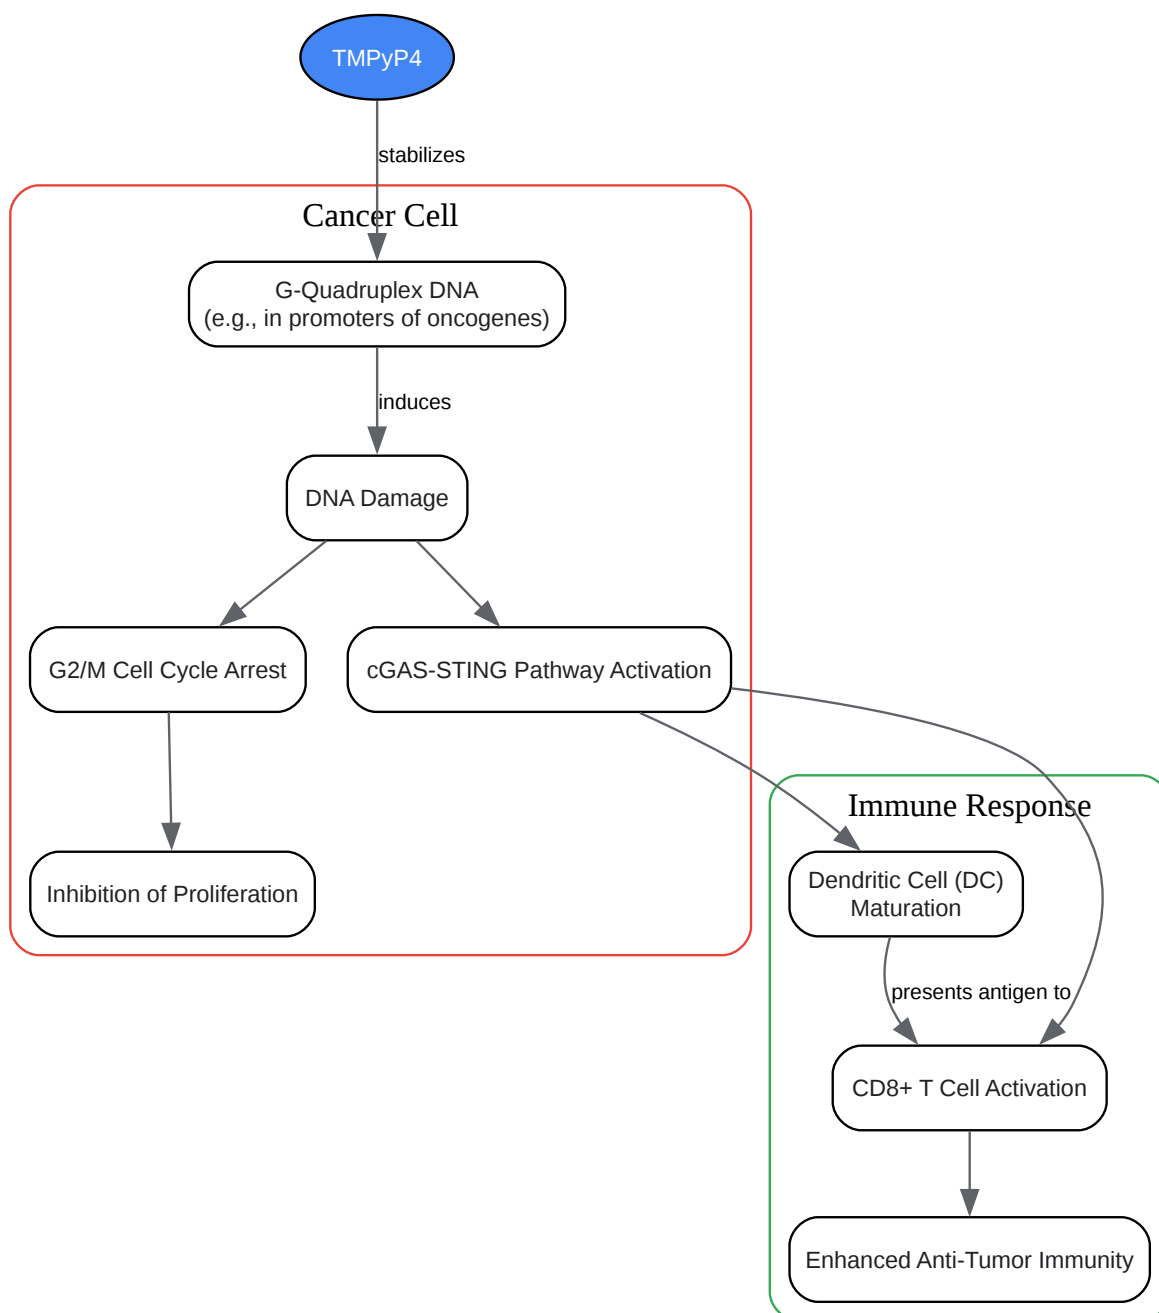 TMPyP4
stabilizes
Cancer Cell
G-Quadruplex DNA
(e.g., in promoters of oncogenes)
induces
DNA Damage
G2/M Cell Cycle Arrest
cGAS-STING Pathway Activation
Immune Response
Inhibition of Proliferation
Dendritic Cell (DC)
Maturation
presents antigen to
CD8+ T Cell Activation
Enhanced Anti-Tumor Immunity